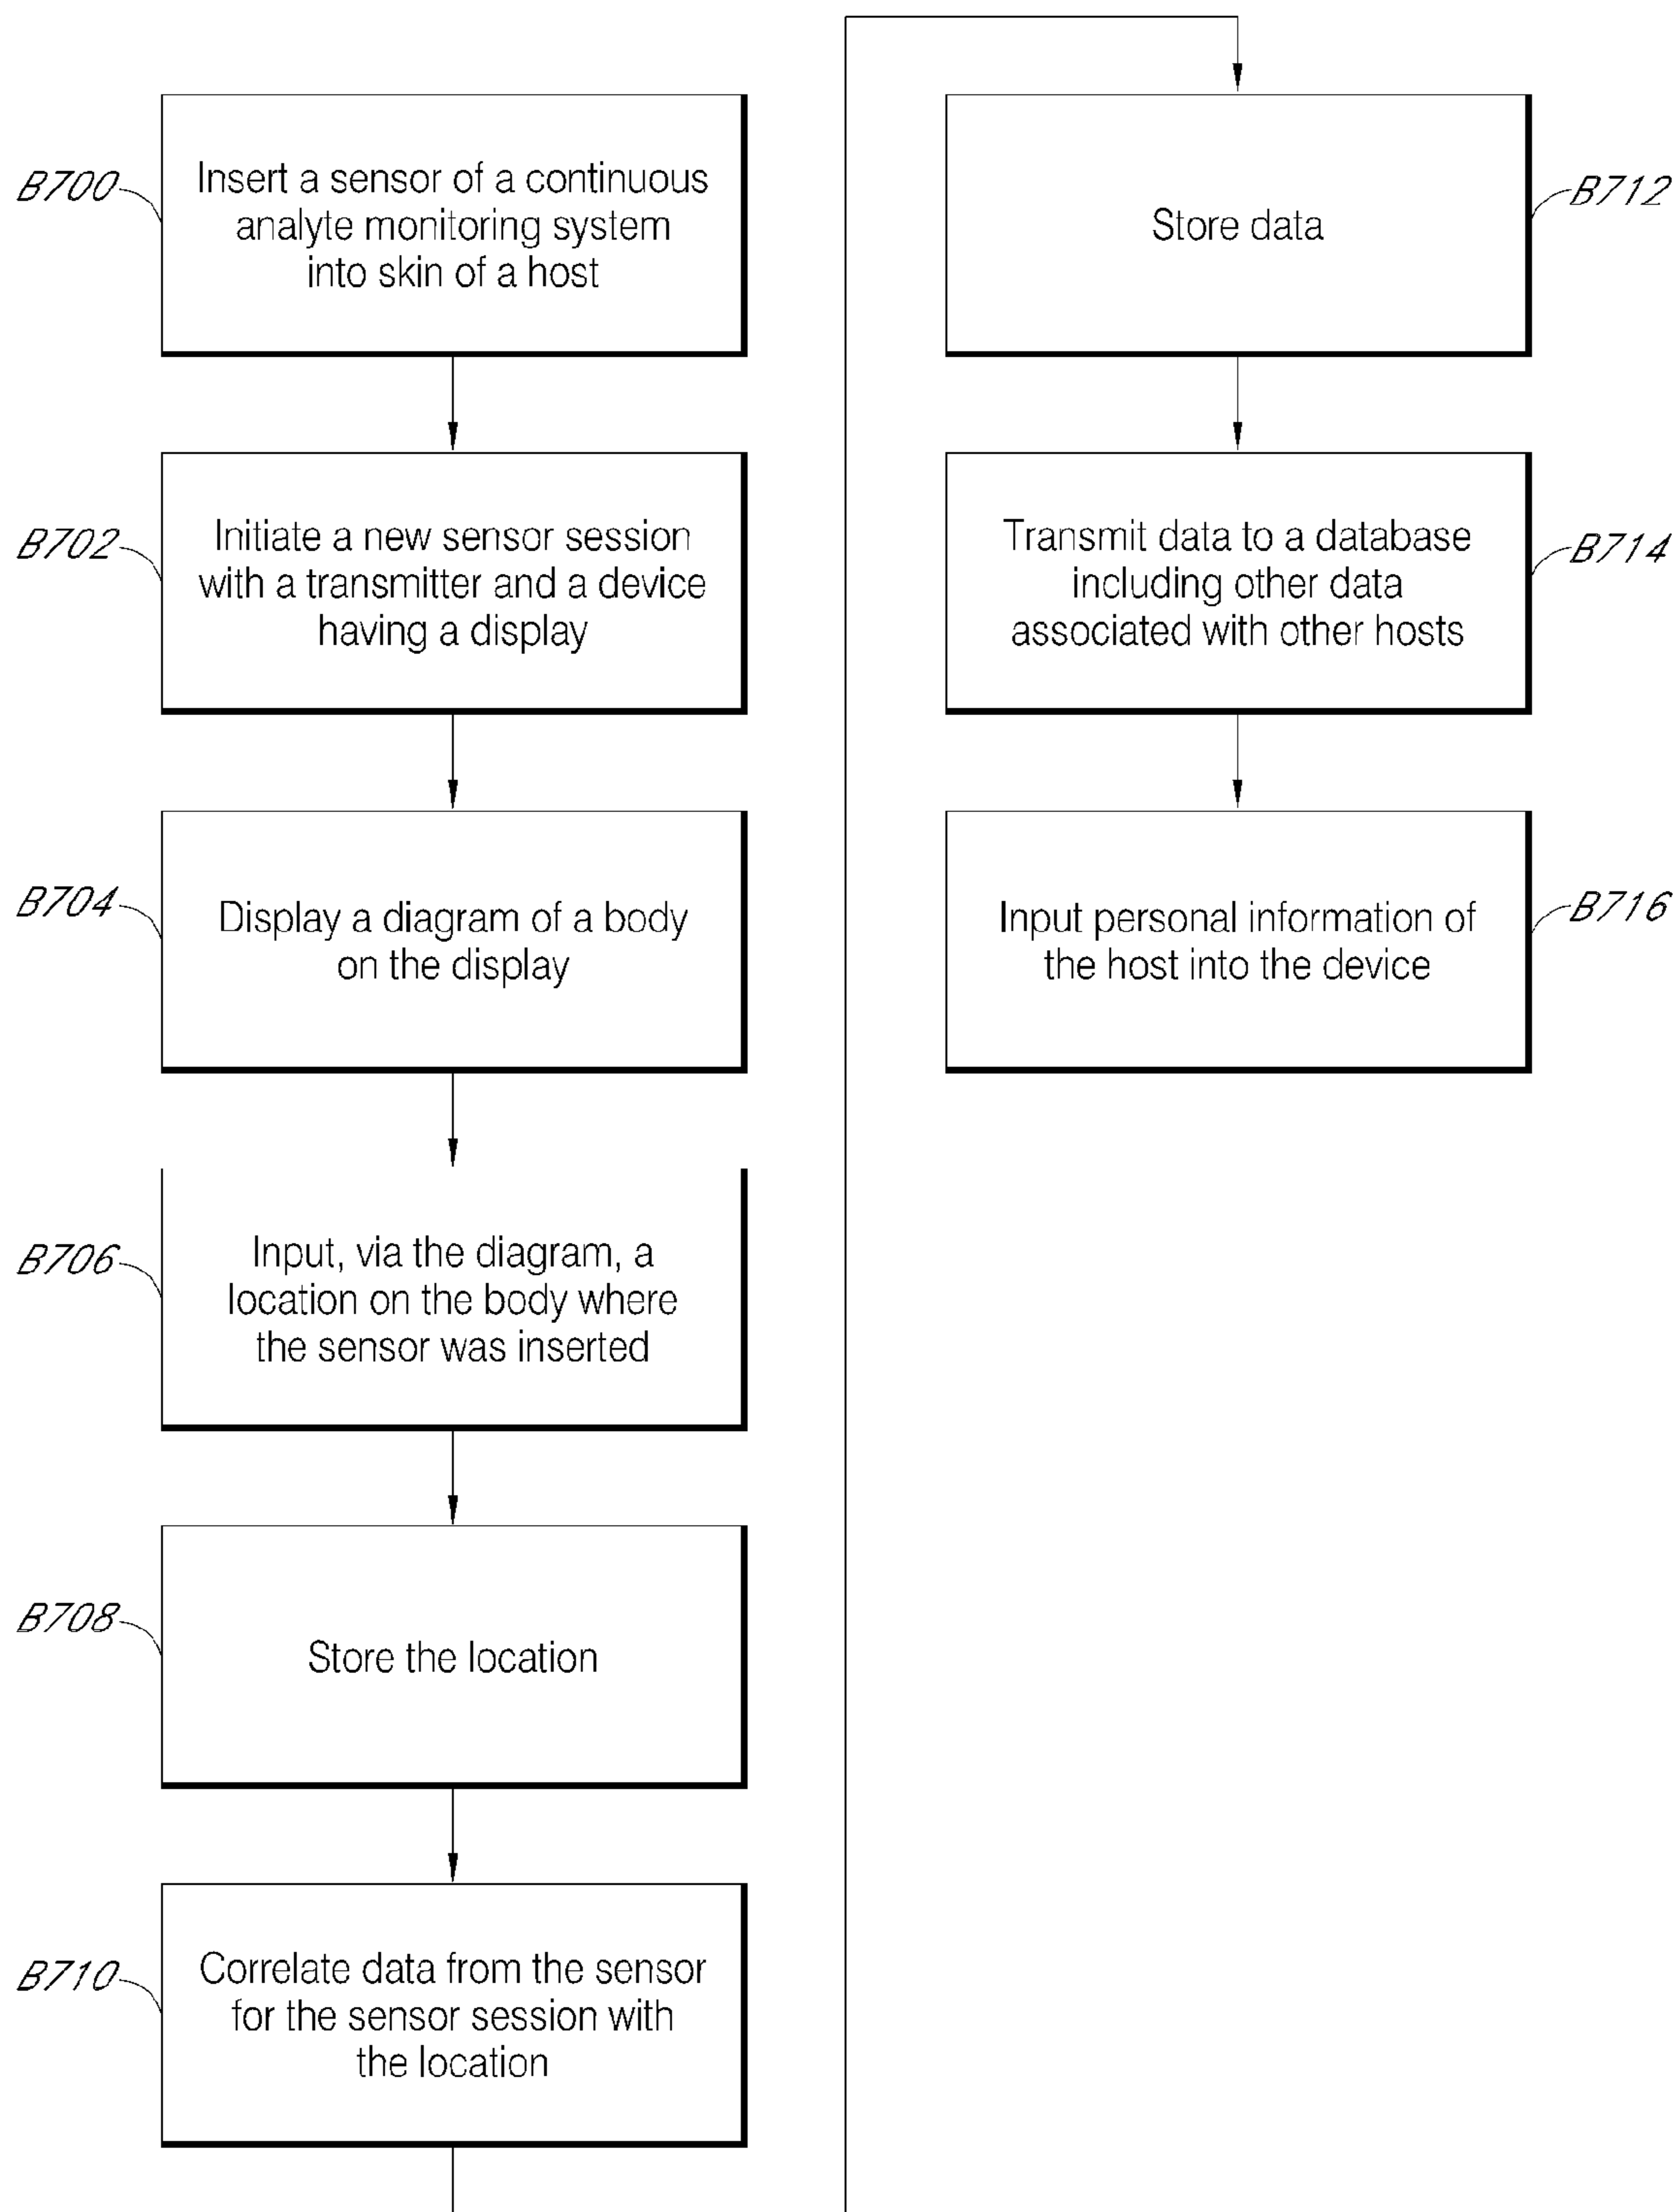 B700
Insert a sensor of a continuous
analyte monitoring system
into skin of a host
B702
Initiate a new sensor session
with a transmitter and a device
having a display
B704
Display a diagram of a body
on the display
B706
Input, via the diagram, a
location on the body where
the sensor was inserted
B708
Store the location
B710
Correlate data from the sensor
for the sensor session with
the location
B712
Store data
B714
Transmit data to a database
including other data
associated with other hosts
B716
Input personal information of
the host into the device